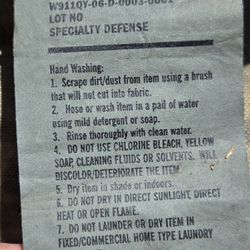 W911QY-06-D-0003-0001
LOT NO
SPECIALTY DEFENSE
Hand Washing:
1. Scrape dirt/dust from item using a brush
that will not cut into fabric.
2. Hose or wash item in a pail of water
using mild detergent or soap.
3. Rinse thoroughly with clean water.
4. DO NOT USE CHLORINE BLEACH, YELLOW
SOAP, CLEANING FLUIDS OR SOLVENTS. WILL
DISCOLOR/DETERIORATE THE ITEM
5. Dry item in shade or indoors.
6. DO NOT DRY IN DIRECT SUNLIGHT, DIRECT
HEAT OR OPEN FLAME.
7. DO NOT LAUNDER OR DRY ITEM IN
FIXED/COMMERCIAL HOME TYPE LAUNDRY